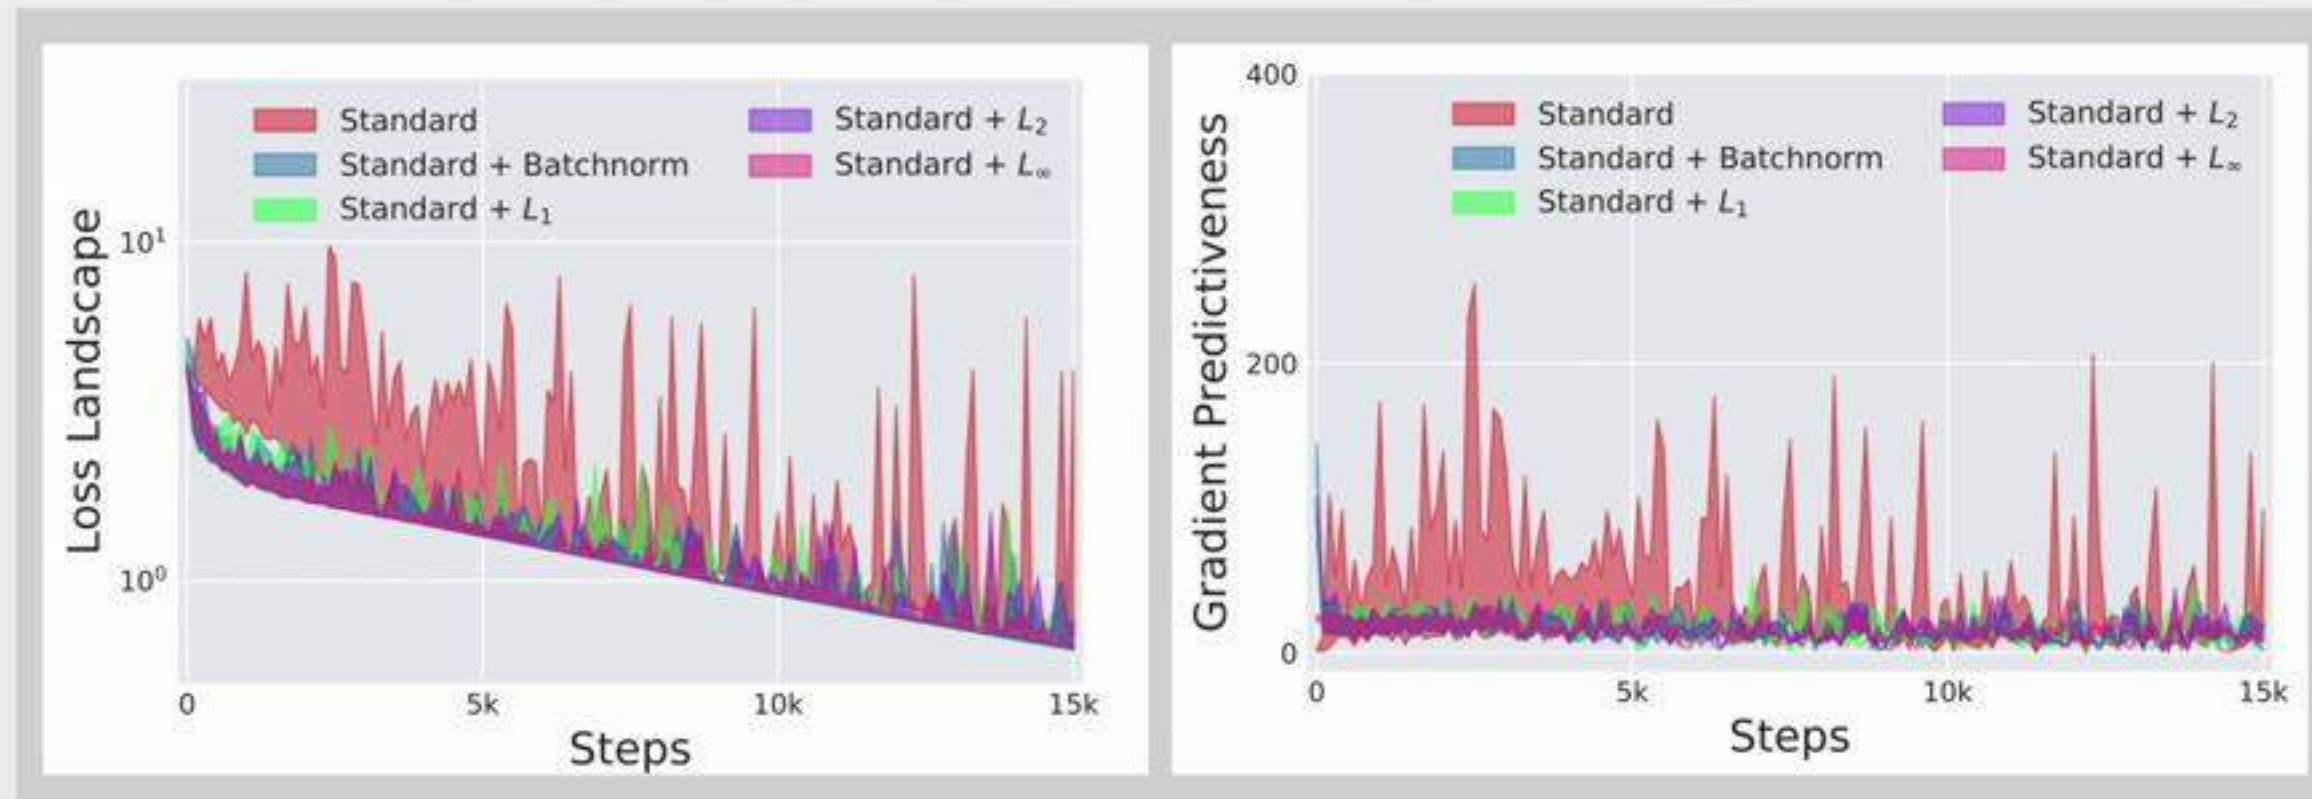 Standard
Standard + Batchnorm
Standard + L₁
Standard + L₂
Standard + L∞
Loss Landscape
10¹
10⁰
0 5k 10k 15k
Steps
400
200
0
Gradient Predictiveness
Standard
Standard + Batchnorm
Standard + L₁
Standard + L₂
Standard + L∞
0 5k 10k 15k
Steps